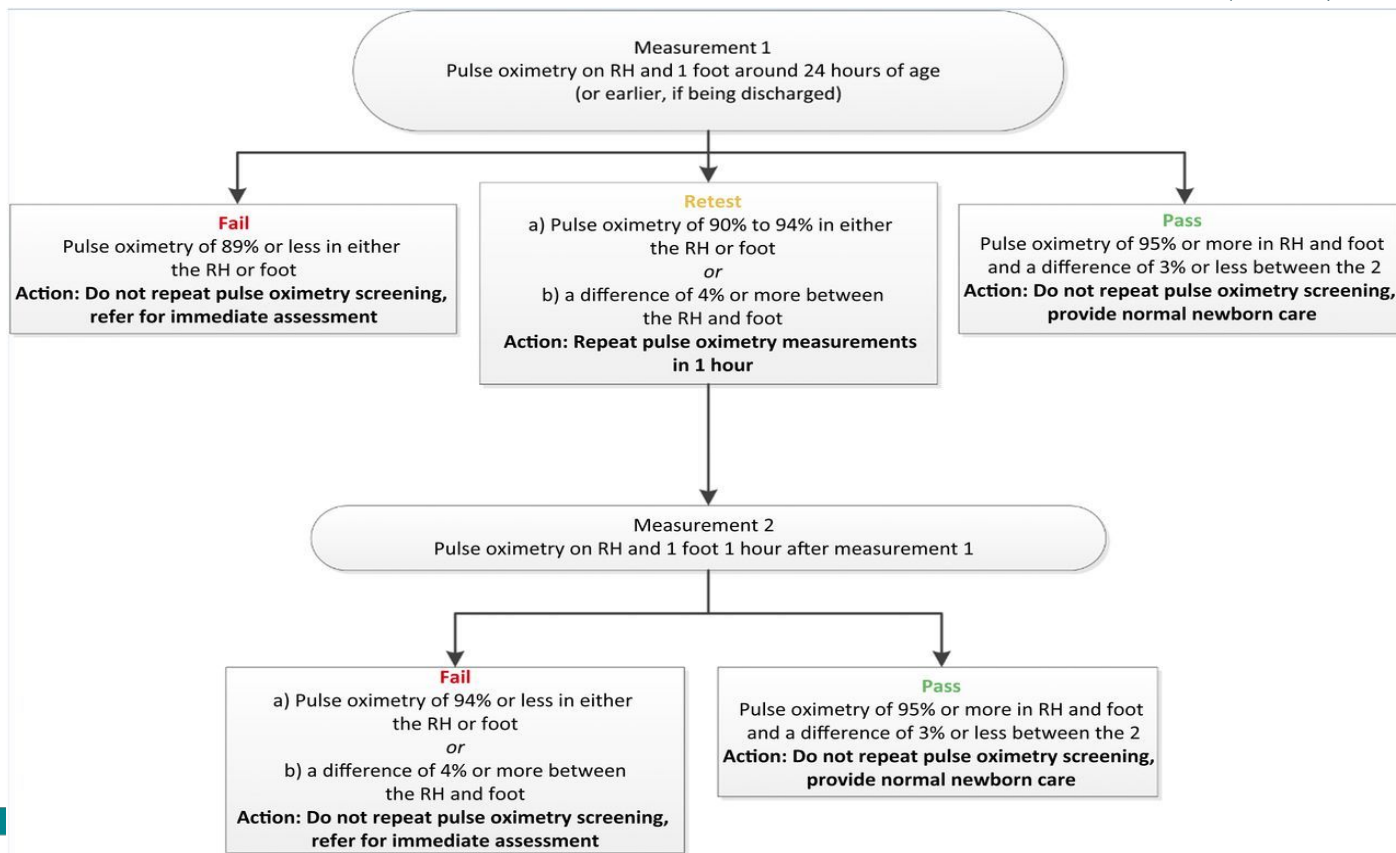 Measurement 1
Pulse oximetry on RH and 1 foot around 24 hours of age
(or earlier, if being discharged)
Fail
Pulse oximetry of 89% or less in either
the RH or foot
Action: Do not repeat pulse oximetry screening,
refer for immediate assessment
Retest
a) Pulse oximetry of 90% to 94% in either
the RH or foot
or
b) a difference of 4% or more between
the RH and foot
Action: Repeat pulse oximetry measurements
in 1 hour
Pass
Pulse oximetry of 95% or more in RH and foot
and a difference of 3% or less between the 2
Action: Do not repeat pulse oximetry screening,
provide normal newborn care
Measurement 2
Pulse oximetry on RH and 1 foot 1 hour after measurement 1
Fail
a) Pulse oximetry of 94% or less in either
the RH or foot
or
b) a difference of 4% or more between
the RH and foot
Action: Do not repeat pulse oximetry screening,
refer for immediate assessment
Pass
Pulse oximetry of 95% or more in RH and foot
and a difference of 3% or less between the 2
Action: Do not repeat pulse oximetry screening,
provide normal newborn care